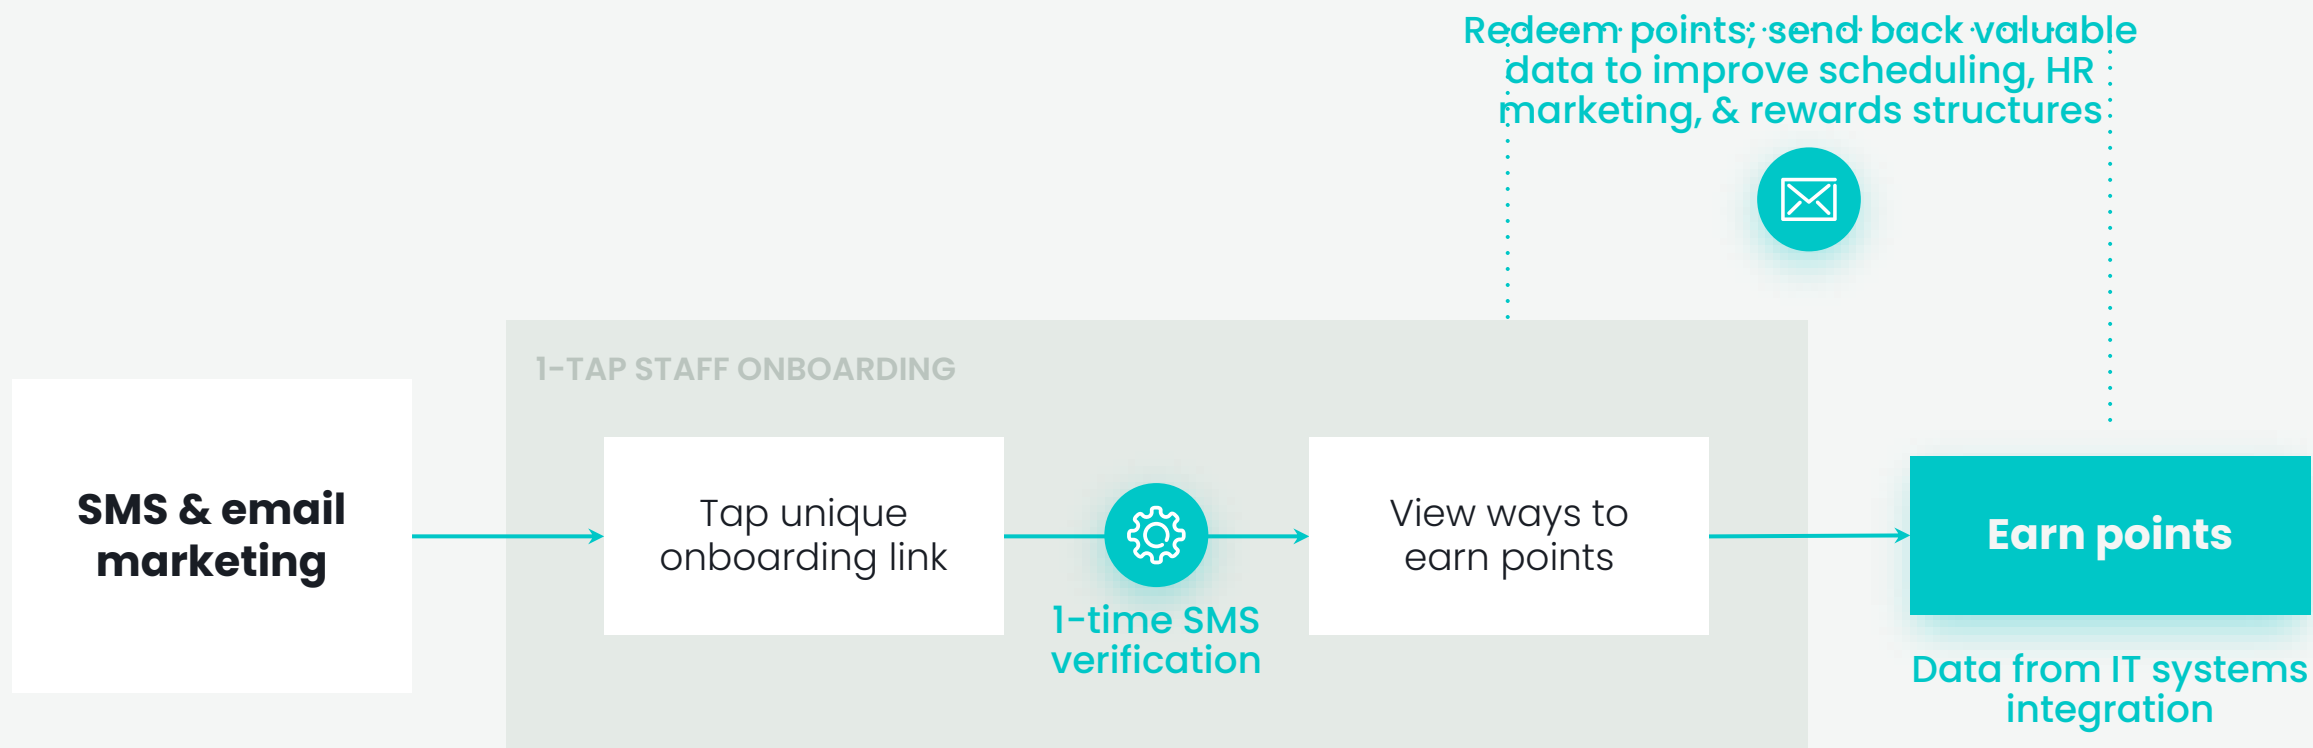 Redeem points; send back valuable
data to improve scheduling, HR
marketing, & rewards structures
1-TAP STAFF ONBOARDING
SMS & email
marketing
Tap unique
onboarding link
1-time SMS
verification
View ways to
earn points
Earn points
Data from IT systems
integration